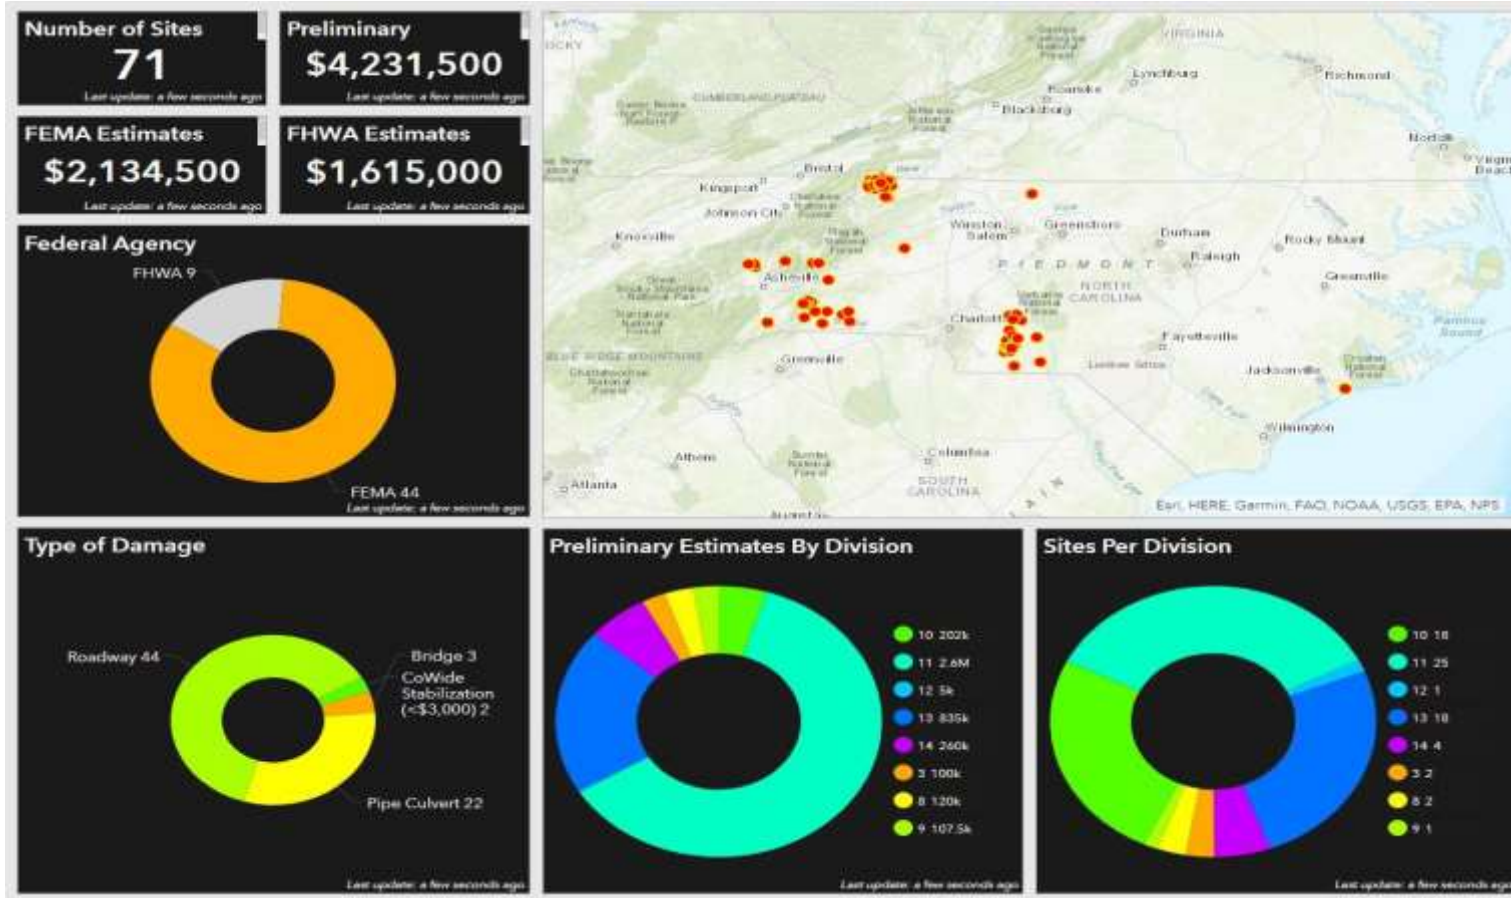 Number of Sites
71
Last update: a few seconds ago
Preliminary
$4,231,500
Last update: a few seconds ago
FEMA Estimates
$2,134,500
Last update: a few seconds ago
FHWA Estimates
$1,615,000
Last update: a few seconds ago
Federal Agency
FHWA 9
FEMA 44
Last update: a few seconds ago
VIRGINIA
Lynchburg
Richmond
Roanoke
Blacksburg
CUMBERLAND PLATEAU
Norfolk
Bristol
Kingsport
Johnson City
Knoxville
Winston
Salem
Greensboro
Durham
Rocky Mount
Raleigh
PIEDMONT
Asheville
Greenville
NORTH
CAROLINA
Charlott
Fayetteville
Pamlico
Sound
BLUE RIDGE MOUNTAINS
Greenville
Jacksonville
Wilmington
Athens
Columbia
Atlanta
SOUTH
CAROLINA
Esri, HERE, Garmin, FAO, NOAA, USGS, EPA, NPS
Type of Damage
Roadway 44
Bridge 3
CoWide
Stabilization
(<$3,000) 2
Pipe Culvert 22
Last update: a few seconds ago
Preliminary Estimates By Division
10 202k
11 2.6M
12 5k
13 835k
14 260k
3 100k
8 120k
9 107.5k
Last update: a few seconds ago
Sites Per Division
10 18
11 25
12 1
13 18
14 4
3 2
8 2
9 1
Last update: a few seconds ago